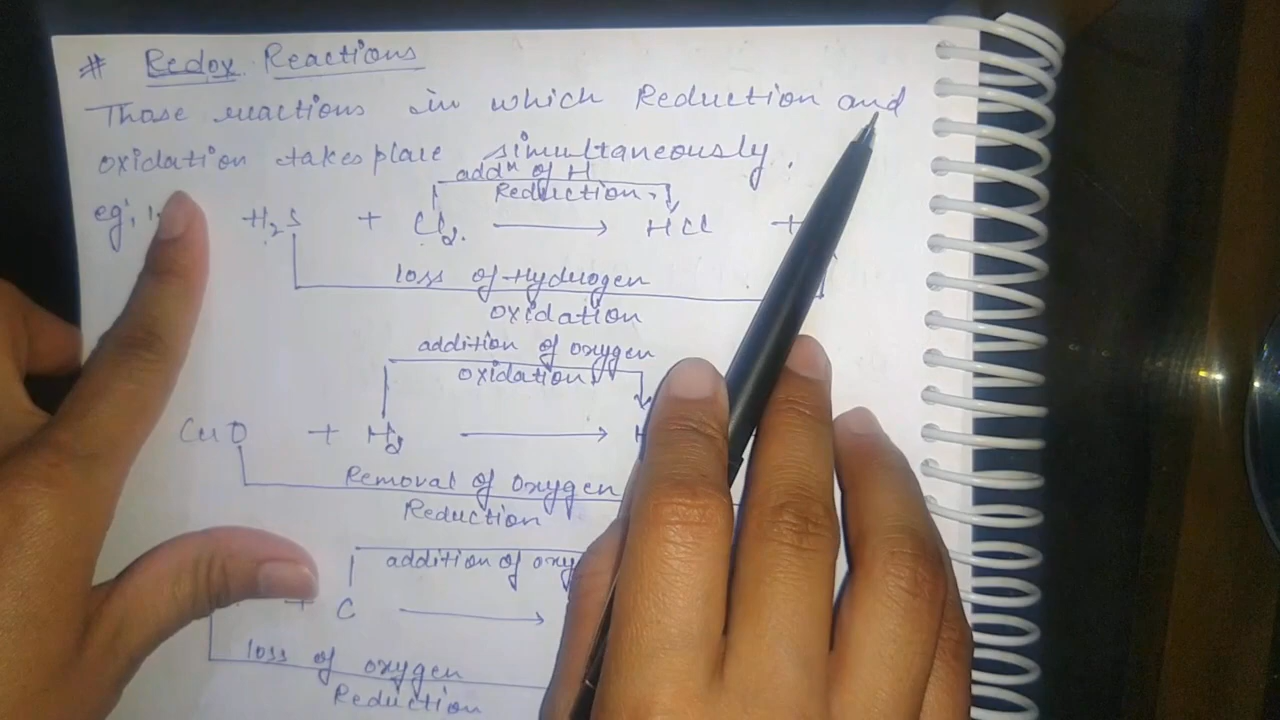 # Redox Reactions
Those reactions in which Reduction and
oxidation takes place simultaneously.
addⁿ of H
Reduction
eg; 1. H₂S + Cl₂ → HCl +
loss of Hydrogen
oxidation
addition of oxygen
oxidation
CuO + H₂ → H
Removal of oxygen
Reduction
addition of oxy
+ C →
loss of oxygen
Reduction